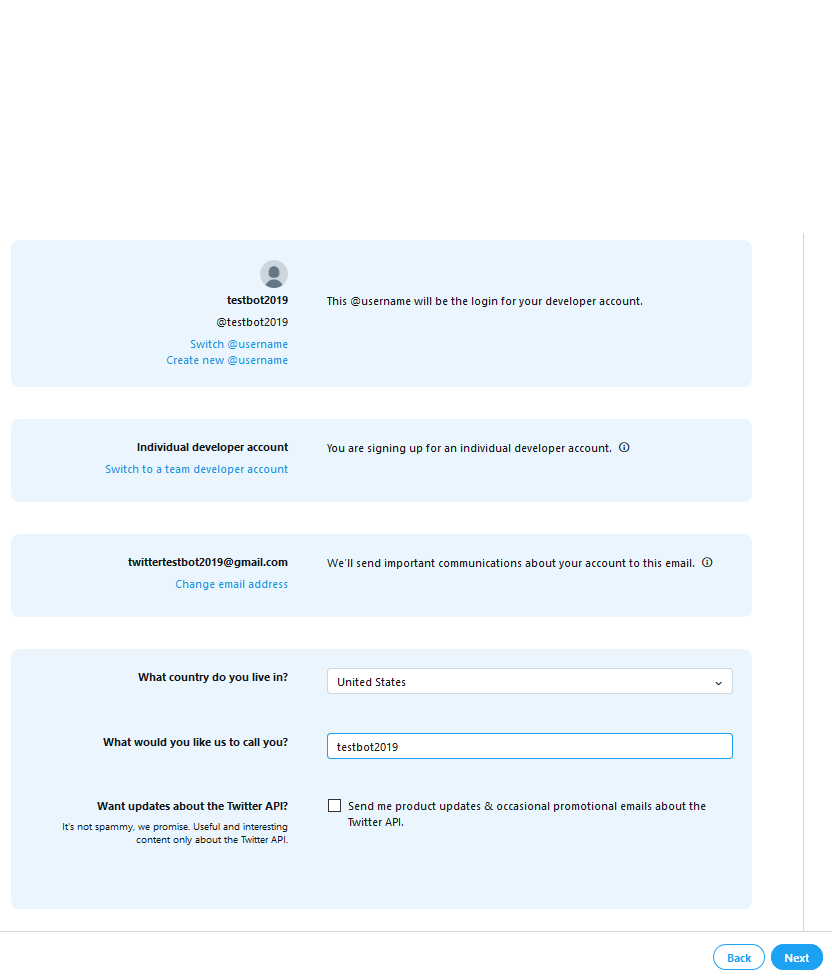 testbot2019
This @username will be the login for your developer account.
@testbot2019
Switch @username
Create new @username
Individual developer account
You are signing up for an individual developer account.
Switch to a team developer account
twittertestbot2019@gmail.com
We'll send important communications about your account to this email.
Change email address
What country do you live in?
United States
What would you like us to call you?
testbot2019
Want updates about the Twitter API?
It's not spammy, we promise. Useful and interesting
content only about the Twitter API.
Send me product updates & occasional promotional emails about the
Twitter API.
Back
Next